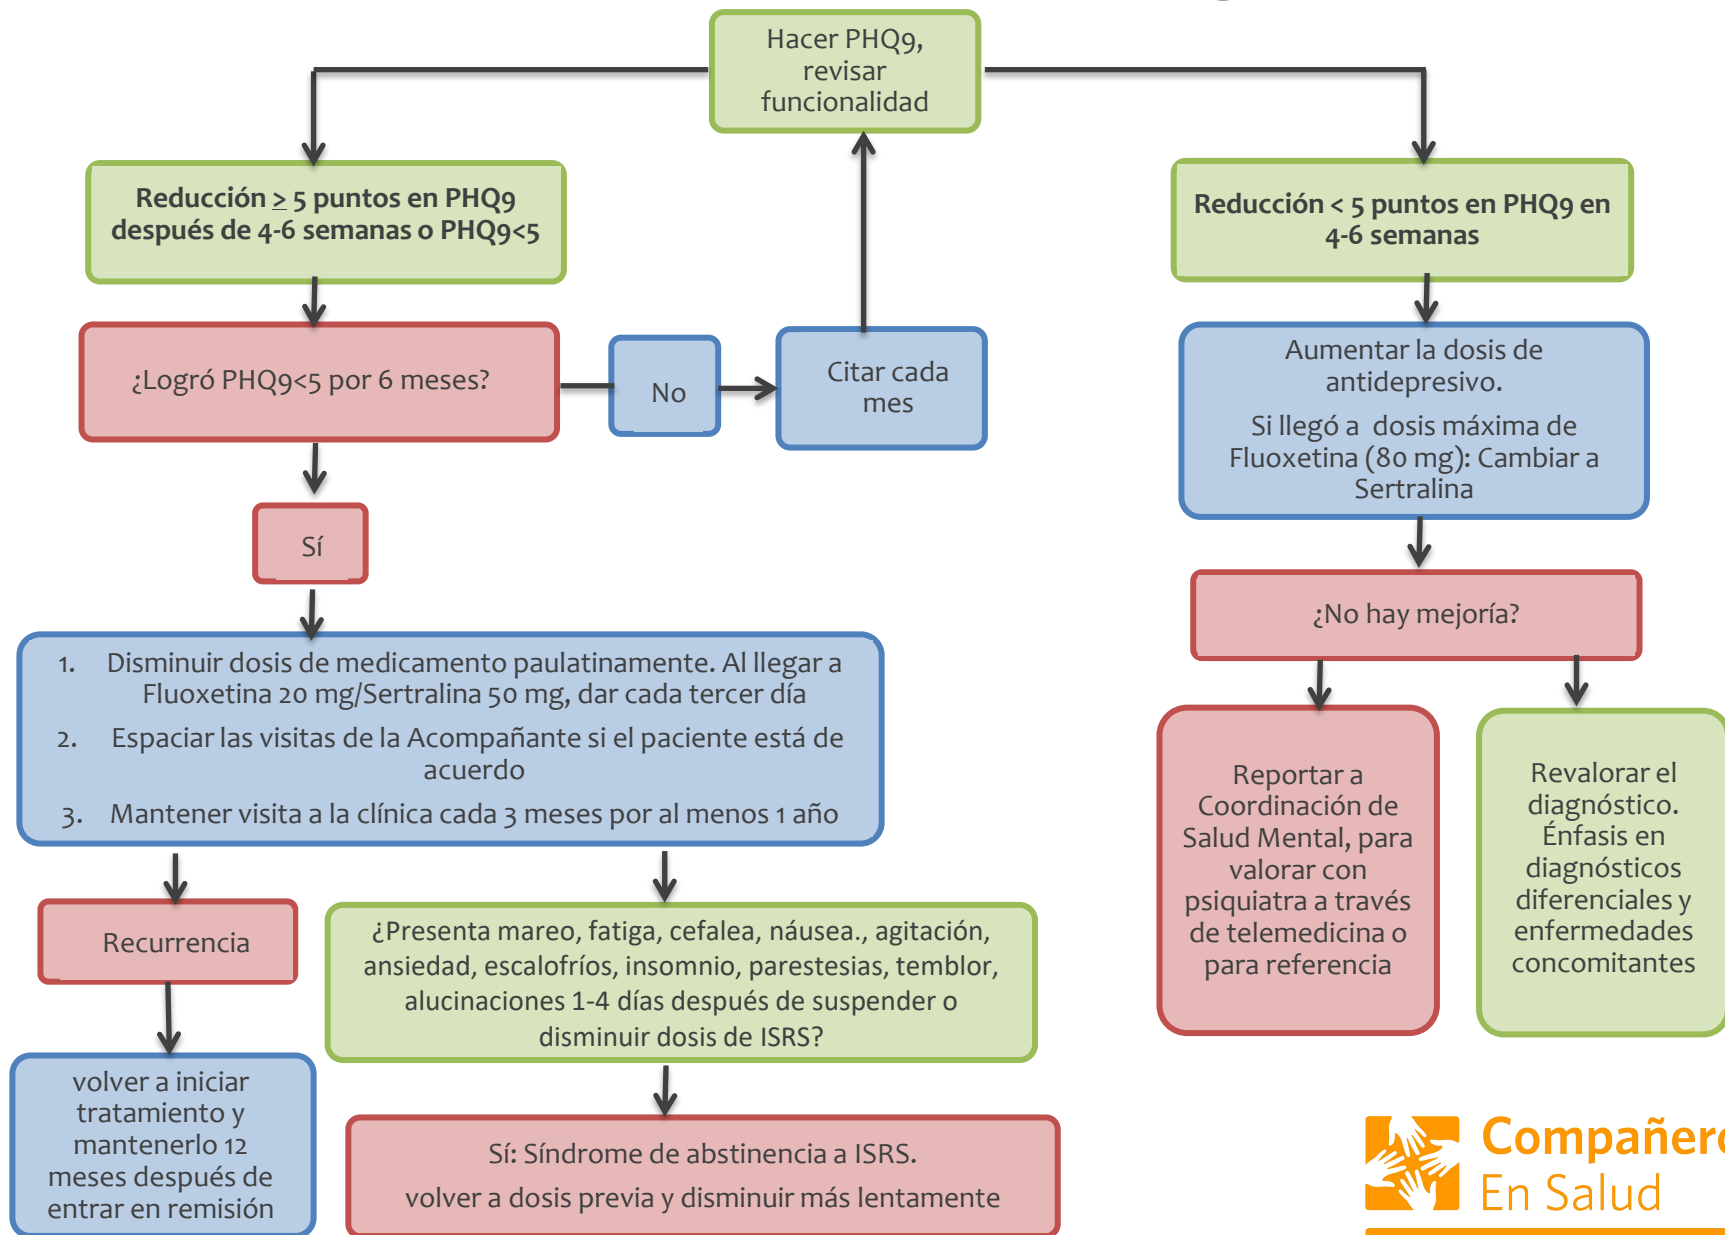 Hacer PHQ9,
revisar
funcionalidad
Reducción ≥ 5 puntos en PHQ9
después de 4-6 semanas o PHQ9<5
Reducción < 5 puntos en PHQ9 en
4-6 semanas
¿Logró PHQ9<5 por 6 meses?
No
Citar cada
mes
Aumentar la dosis de
antidepresivo.
Si llegó a dosis máxima de
Fluoxetina (80 mg): Cambiar a
Sertralina
Sí
¿No hay mejoría?
1. Disminuir dosis de medicamento paulatinamente. Al llegar a
Fluoxetina 20 mg/Sertralina 50 mg, dar cada tercer día
2. Espaciar las visitas de la Acompañante si el paciente está de
acuerdo
3. Mantener visita a la clínica cada 3 meses por al menos 1 año
Reportar a
Coordinación de
Salud Mental, para
valorar con
psiquiatra a través
de telemedicina o
para referencia
Revalorar el
diagnóstico.
Énfasis en
diagnósticos
diferenciales y
enfermedades
concomitantes
Recurrencia
¿Presenta mareo, fatiga, cefalea, náusea., agitación,
ansiedad, escalofríos, insomnio, parestesias, temblor,
alucinaciones 1-4 días después de suspender o
disminuir dosis de ISRS?
volver a iniciar
tratamiento y
mantenerlo 12
meses después de
entrar en remisión
Sí: Síndrome de abstinencia a ISRS.
volver a dosis previa y disminuir más lentamente
Compañero
En Salud